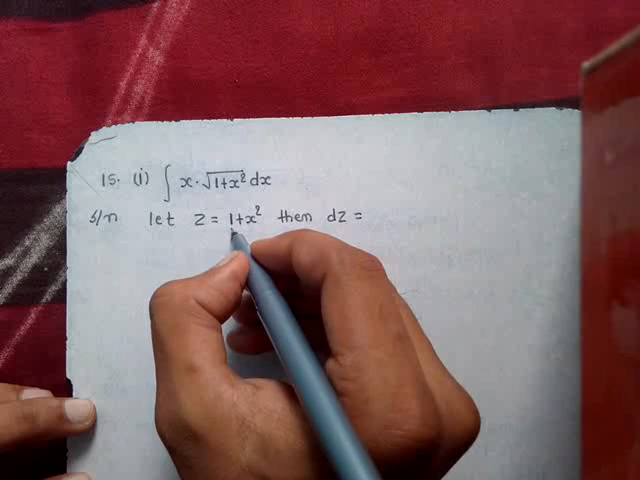 15. (i) ∫ x·√1+x² dx
s/n let z = 1+x² then dz =